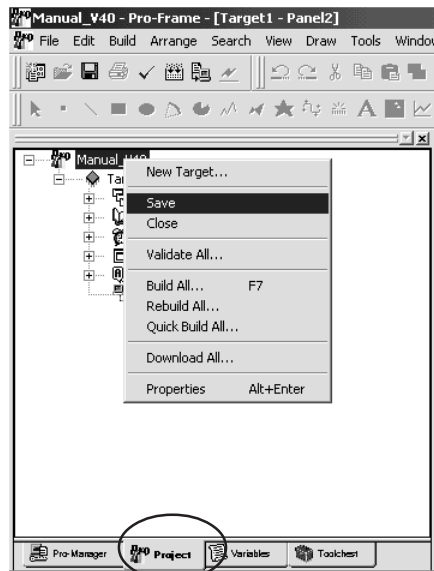 Manual_V40 - Pro-Frame - [Target1 - Panel2]
File Edit Build Arrange Search View Draw Tools Window
Manual_V40
Ta
New Target...
Save
Close
Validate All...
Build All... F7
Rebuild All...
Quick Build All...
Download All...
Properties Alt+Enter
Pro-Manager Project Variables Toolchest